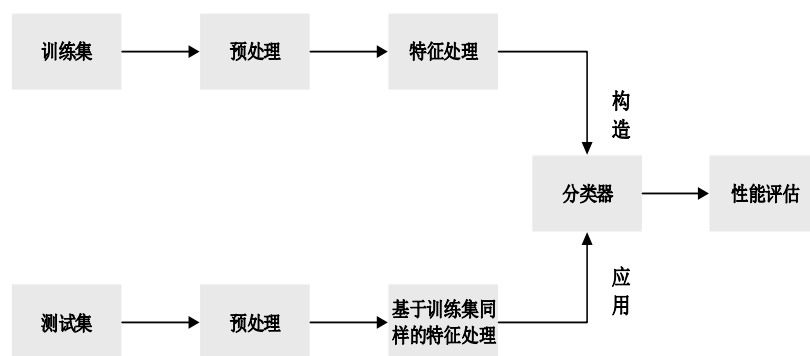 训练集
预处理
特征处理
构
造
分类器
性能评估
测试集
预处理
基于训练集同
样的特征处理
应
用